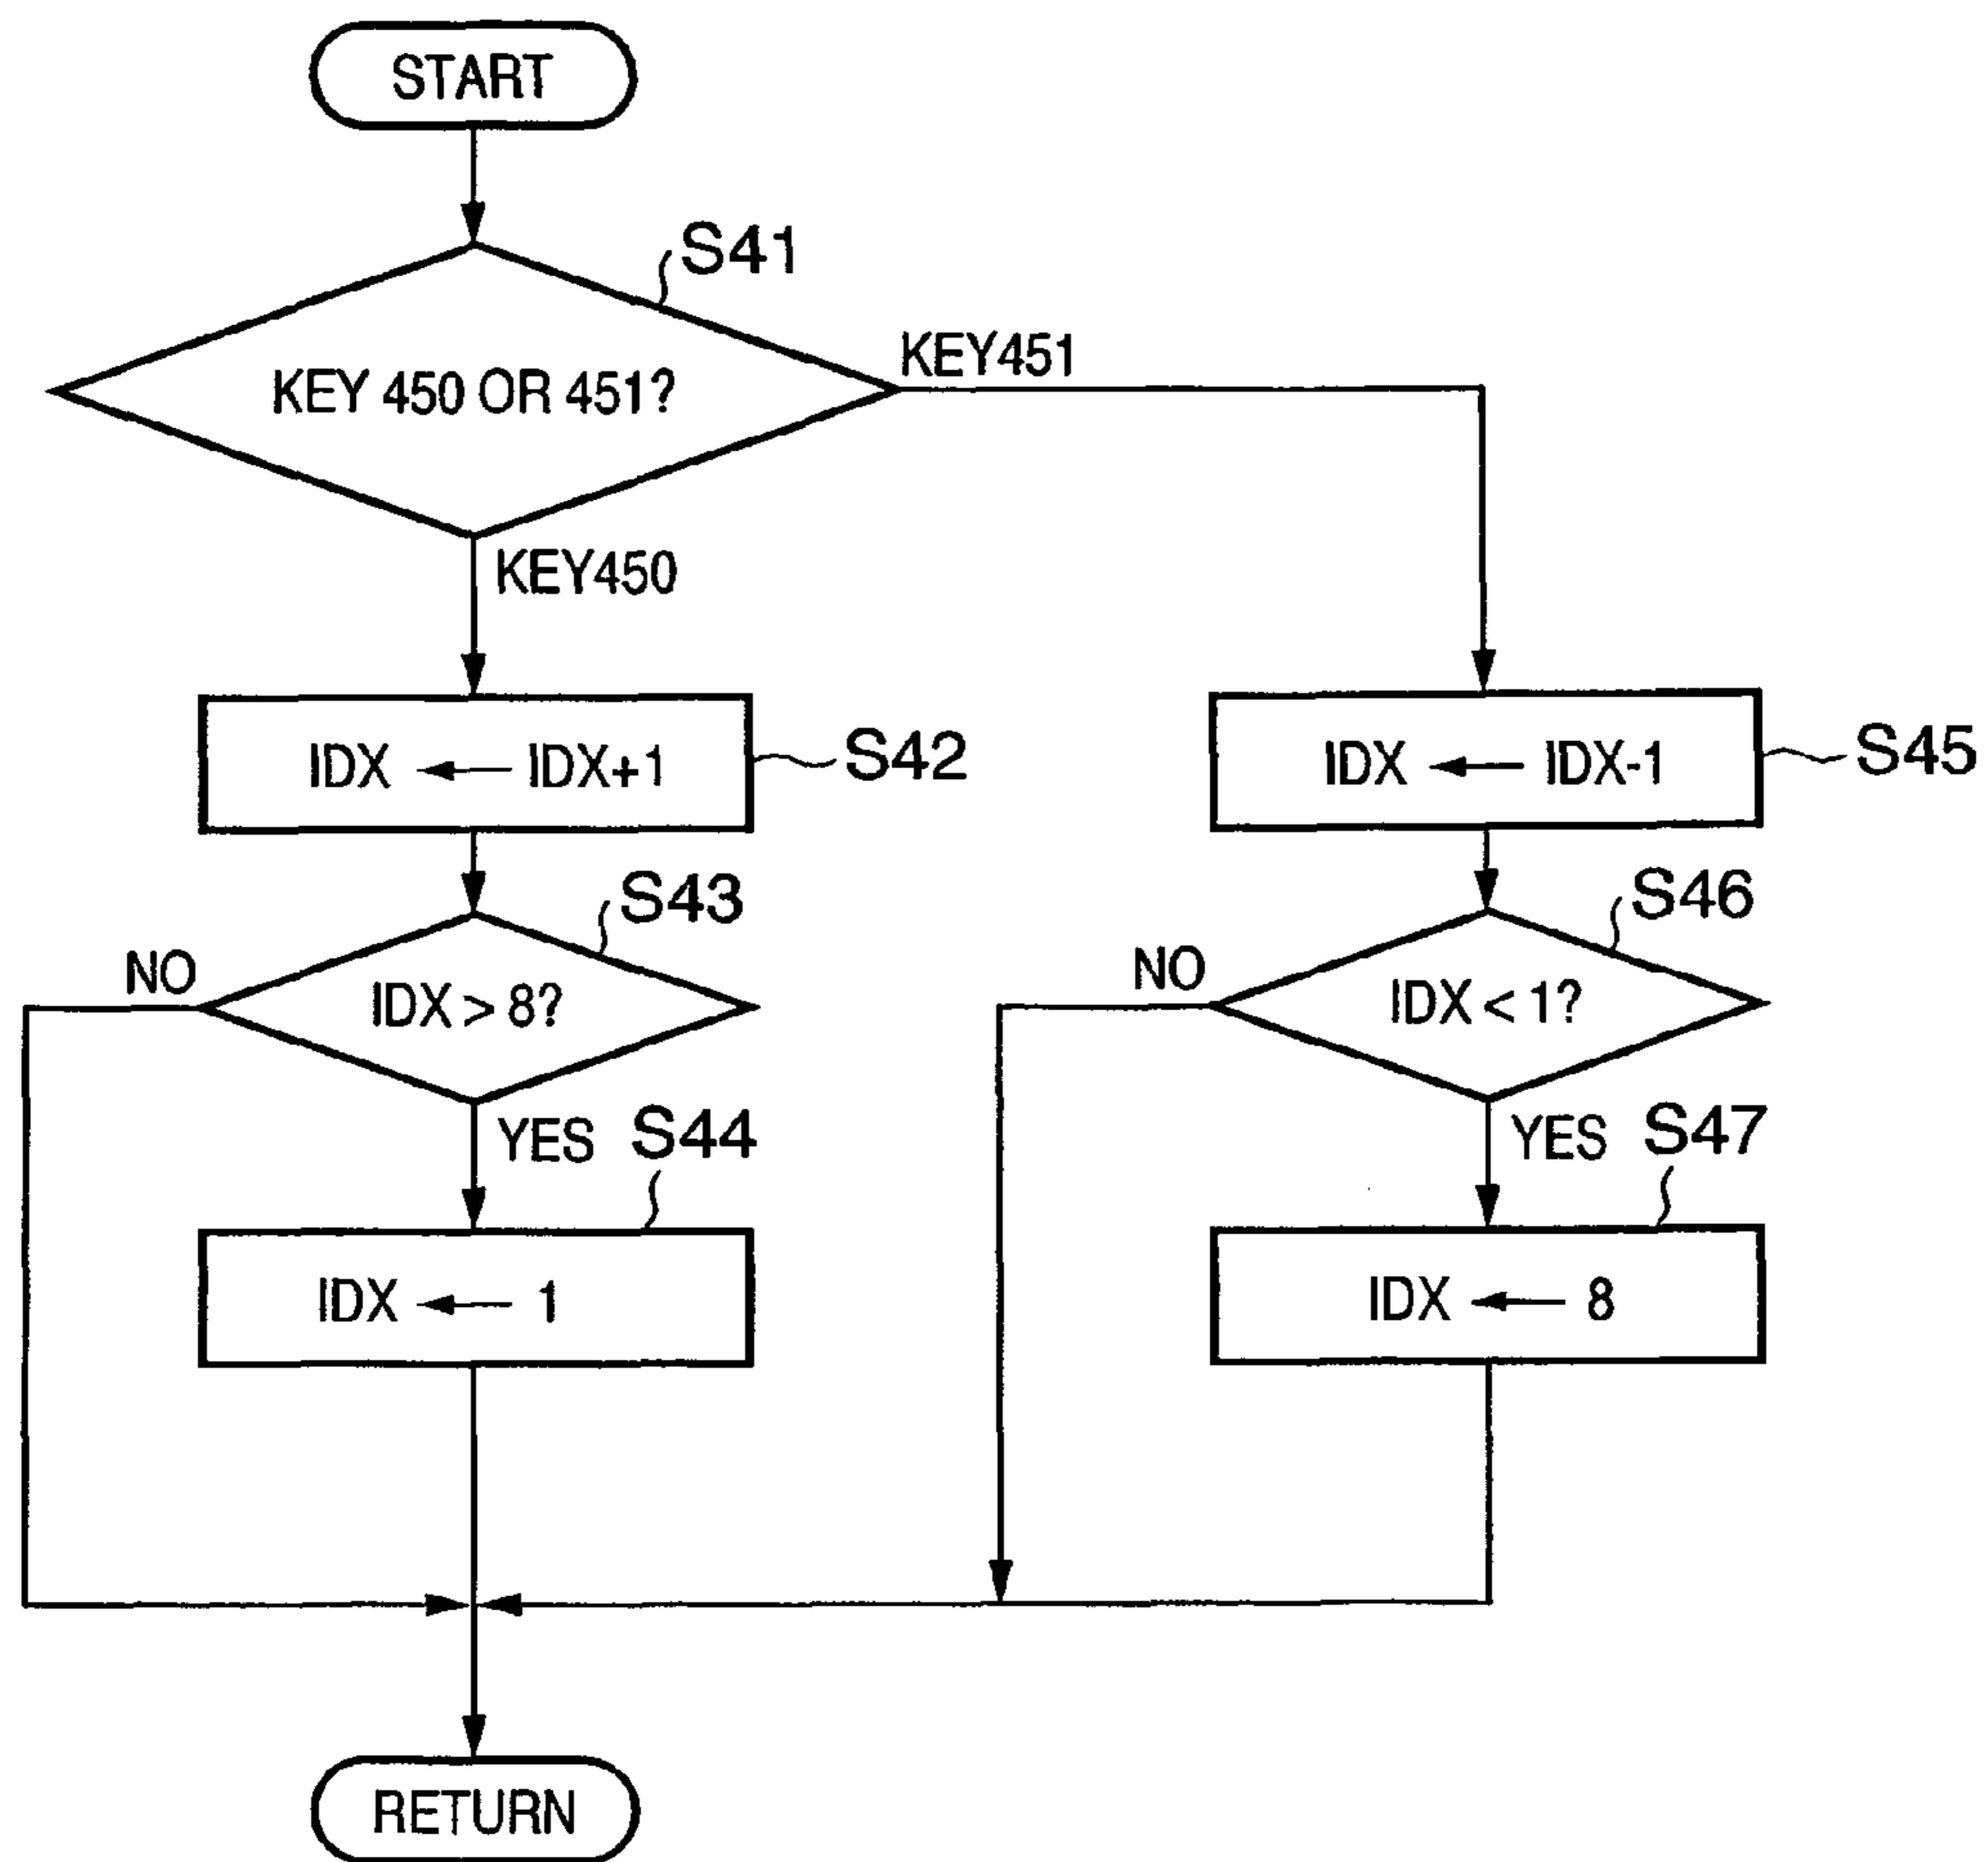 START
S41
KEY 450 OR 451?
KEY451
KEY450
IDX ← IDX+1
S42
IDX ← IDX-1
S45
S43
NO
IDX > 8?
S46
NO
IDX < 1?
YES
S44
YES
S47
IDX ← 1
IDX ← 8
RETURN